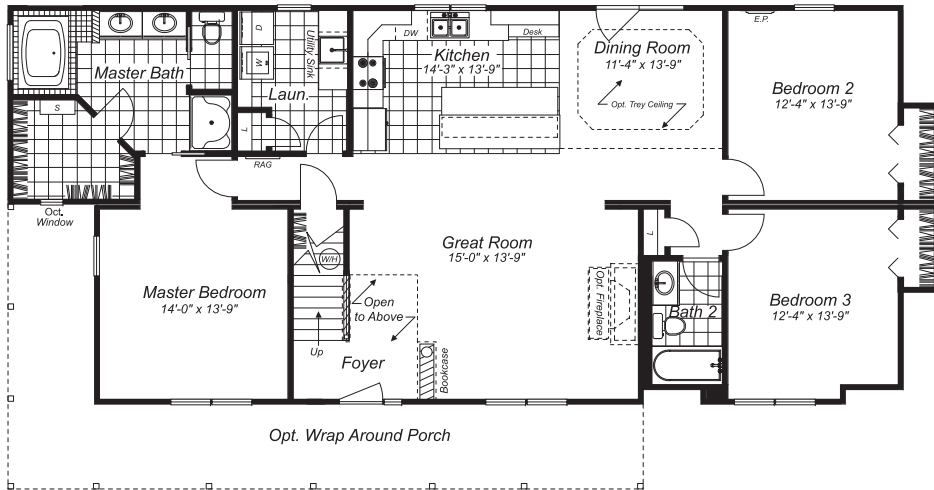 Master Bath
S
Oct.
Window
D
W
Utility Sink
Laun.
L
RAG
DW
Desk
Kitchen
14'-3" x 13'-9"
Dining Room
11'-4" x 13'-9"
Opt. Trey Ceiling
E.P.
Bedroom 2
12'-4" x 13'-9"
Master Bedroom
14'-0" x 13'-9"
W/H
Up
Open
to Above
Foyer
Bookcase
Great Room
15'-0" x 13'-9"
Opt. Fireplace
L
Bath 2
Bedroom 3
12'-4" x 13'-9"
Opt. Wrap Around Porch